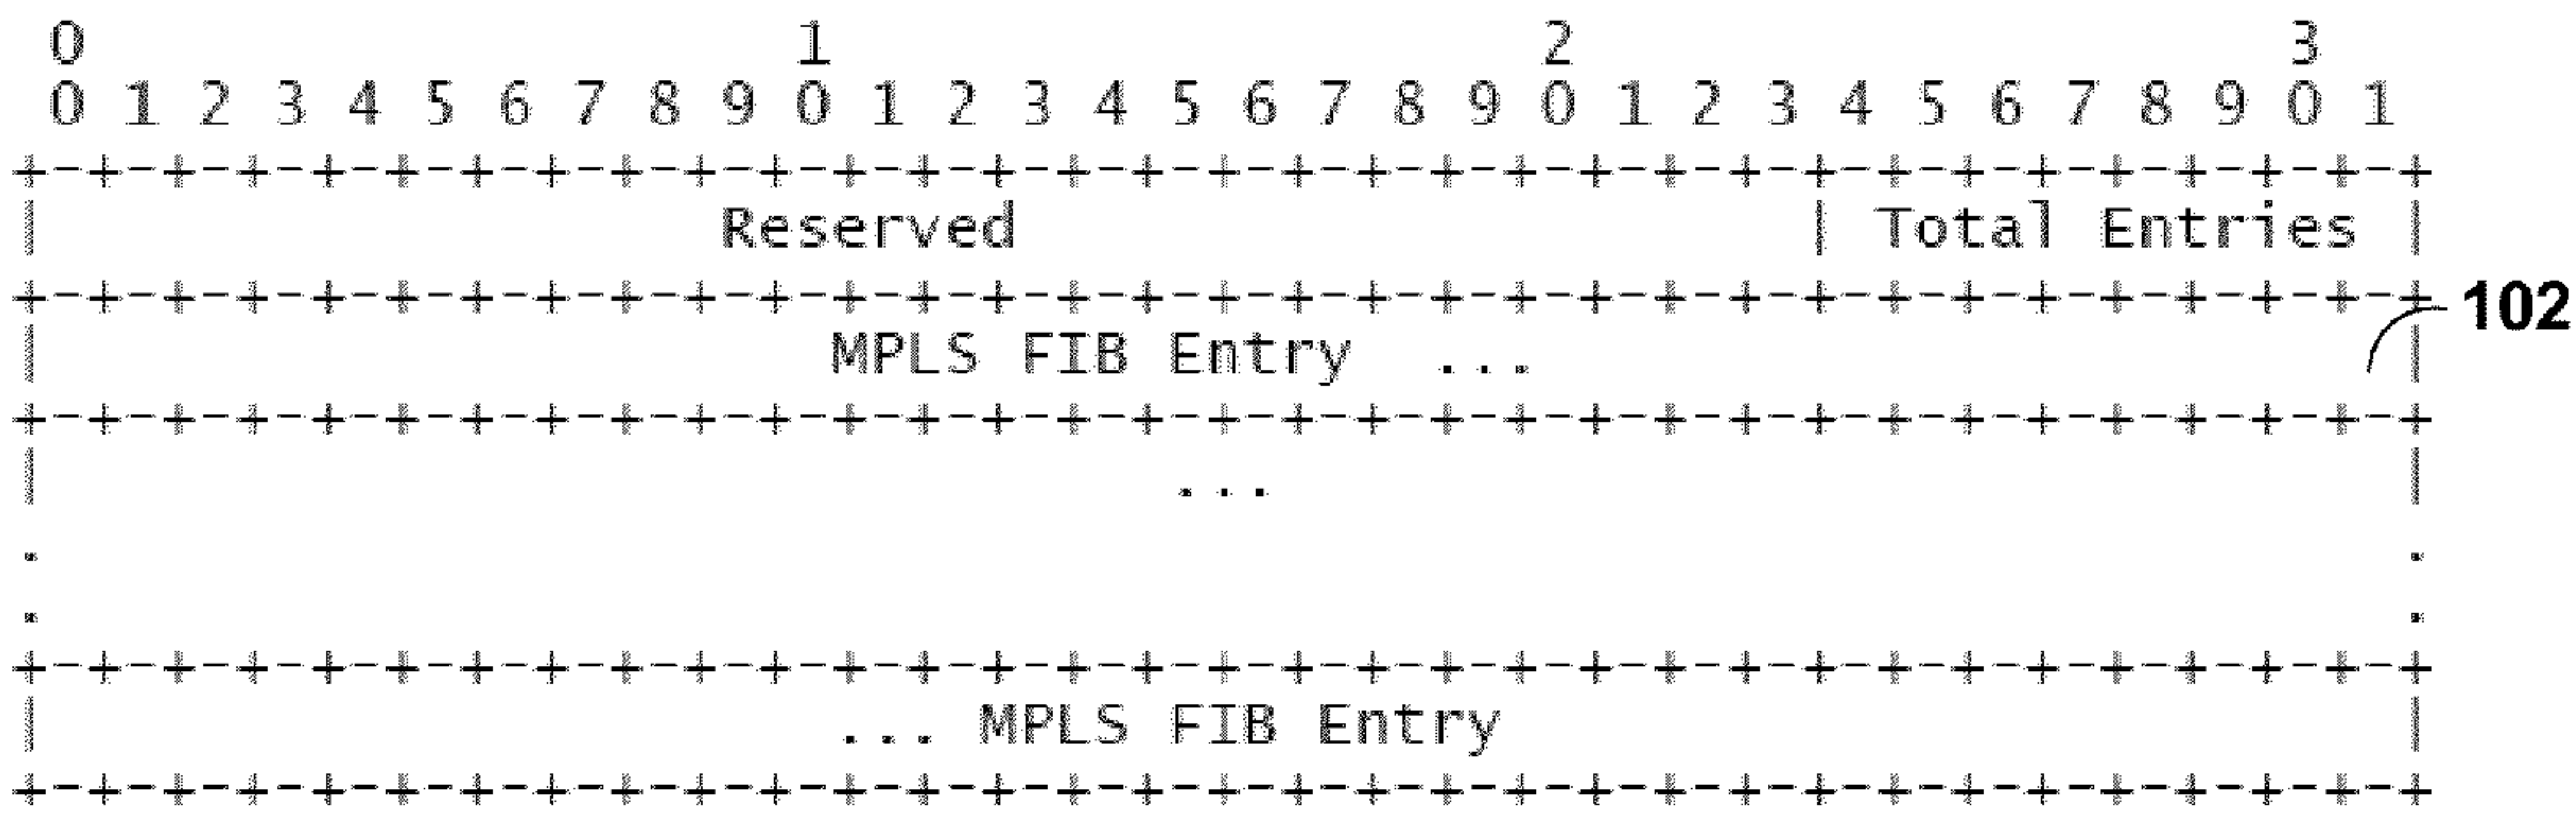 0                   1                   2                   3
0 1 2 3 4 5 6 7 8 9 0 1 2 3 4 5 6 7 8 9 0 1 2 3 4 5 6 7 8 9 0 1
+-+-+-+-+-+-+-+-+-+-+-+-+-+-+-+-+-+-+-+-+-+-+-+-+-+-+-+-+-+-+-+-+
| Reserved | Total Entries |
+-+-+-+-+-+-+-+-+-+-+-+-+-+-+-+-+-+-+-+-+-+-+-+-+-+-+-+-+-+-+-+-+ 102
| MPLS FIB Entry ... |
+-+-+-+-+-+-+-+-+-+-+-+-+-+-+-+-+-+-+-+-+-+-+-+-+-+-+-+-+-+-+-+-+
| ... |
. .
. .
+-+-+-+-+-+-+-+-+-+-+-+-+-+-+-+-+-+-+-+-+-+-+-+-+-+-+-+-+-+-+-+-+
| ... MPLS FIB Entry |
+-+-+-+-+-+-+-+-+-+-+-+-+-+-+-+-+-+-+-+-+-+-+-+-+-+-+-+-+-+-+-+-+